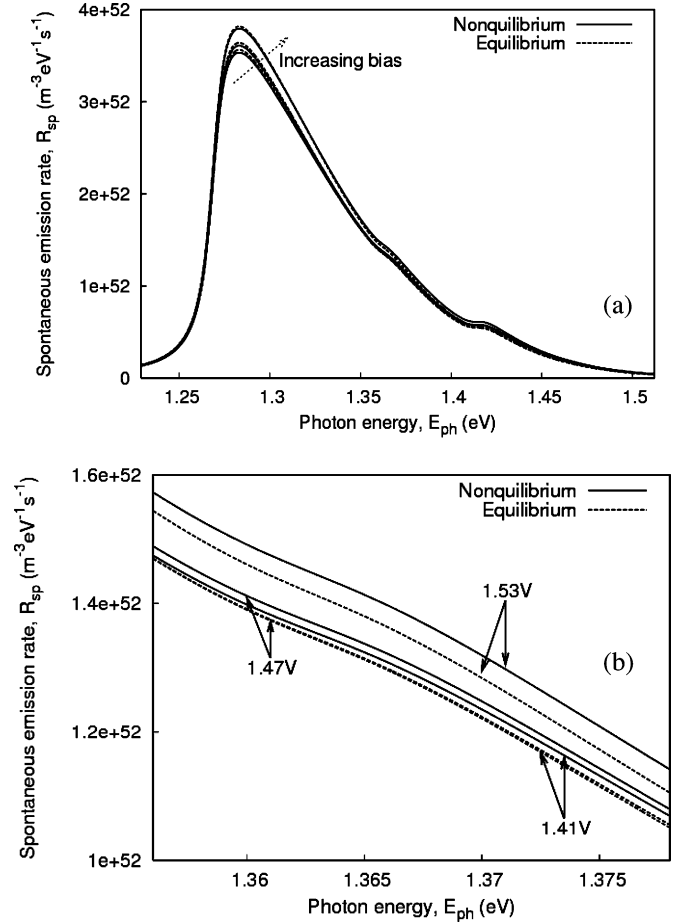 4e+52
3e+52
2e+52
1e+52
0
Spontaneous emission rate, R_sp (m⁻³eV⁻¹s⁻¹)
Nonquilibrium
Equilibrium
Increasing bias
(a)
1.25 1.3 1.35 1.4 1.45 1.5
Photon energy, E_ph (eV)
1.6e+52
1.4e+52
1.2e+52
1e+52
Spontaneous emission rate, R_sp (m⁻³eV⁻¹s⁻¹)
Nonquilibrium
Equilibrium
1.53V
1.47V
(b)
1.41V
1.36 1.365 1.37 1.375
Photon energy, E_ph (eV)